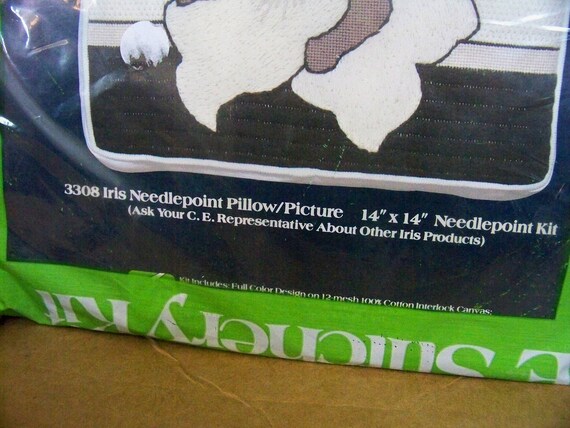 3308 Iris Needlepoint Pillow/Picture 14" x 14" Needlepoint Kit
(Ask Your C. E. Representative About Other Iris Products)
Kit Includes: Full Color Design on 12-mesh 100% Cotton Interlock Canvas:
Stitchery Kit